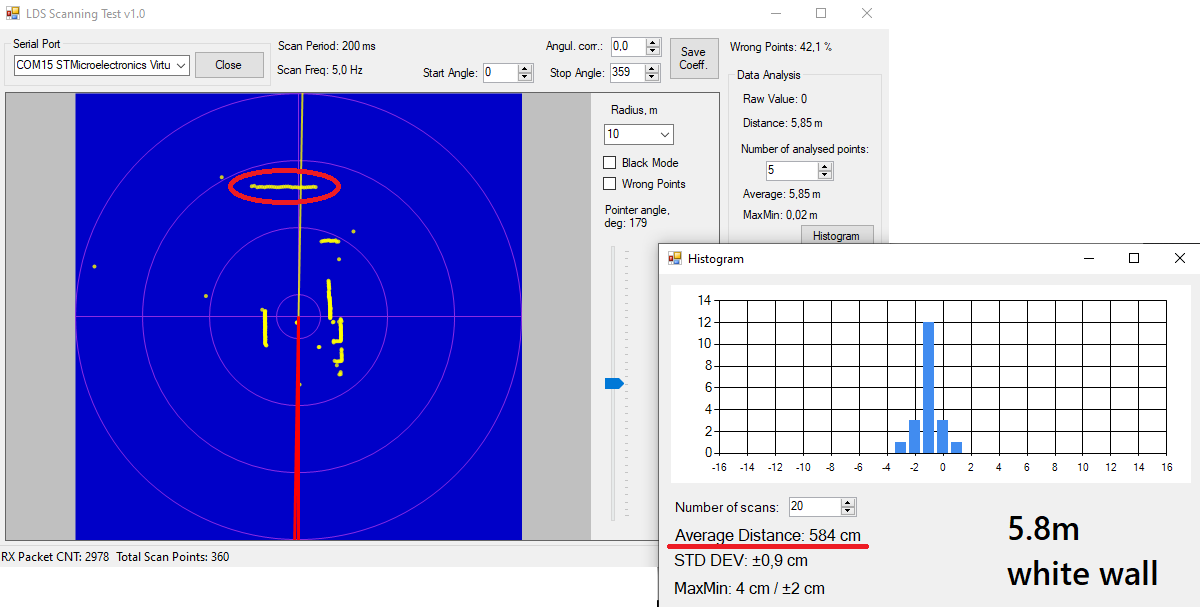 LDS Scanning Test v1.0
Serial Port
COM15 STMicroelectronics Virtu
Close
Scan Period: 200 ms
Scan Freq: 5,0 Hz
Angul. corr.: 0,0
Start Angle: 0
Stop Angle: 359
Save
Coeff.
Wrong Points: 42,1 %
Data Analysis
Raw Value: 0
Distance: 5,85 m
Number of analysed points:
5
Average: 5,85 m
MaxMin: 0,02 m
Histogram
Radius, m
10
Black Mode
Wrong Points
Pointer angle,
deg: 179
RX Packet CNT: 2978 Total Scan Points: 360
Histogram
14
12
10
8
6
4
2
0
-16 -14 -12 -10 -8 -6 -4 -2 0 2 4 6 8 10 12 14 16
Number of scans: 20
Average Distance: 584 cm
STD DEV: ±0,9 cm
MaxMin: 4 cm / ±2 cm
5.8m
white wall